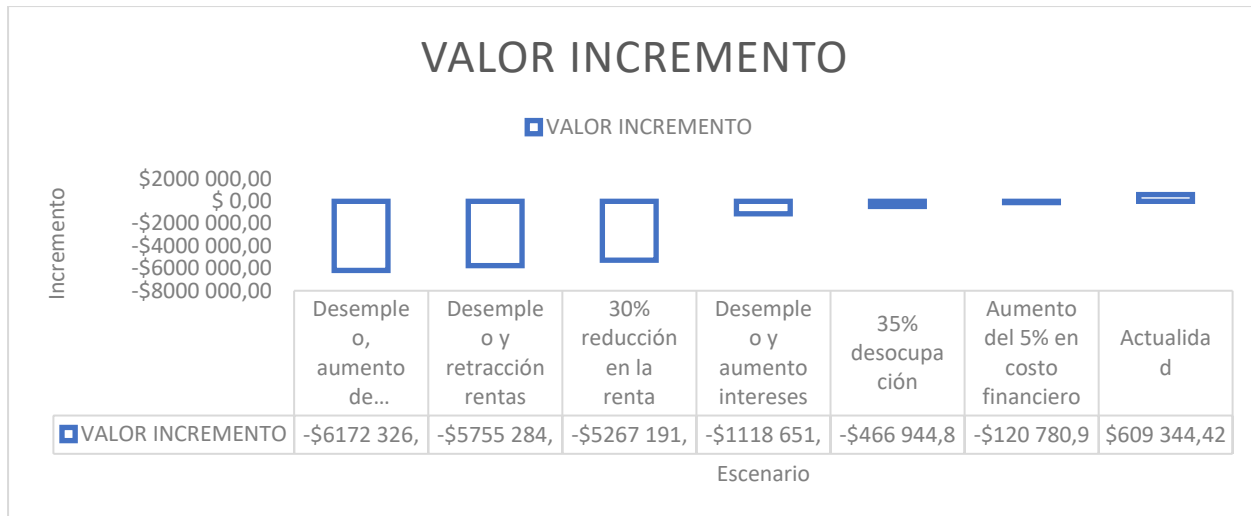 VALOR INCREMENTO
VALOR INCREMENTO
Incremento
$2000 000,00
$ 0,00
-$2000 000,00
-$4000 000,00
-$6000 000,00
-$8000 000,00
Desemple
o,
aumento
de...
Desemple
o y
retracción
rentas
30%
reducción
en la
renta
Desemple
o y
aumento
intereses
35%
desocupa
ción
Aumento
del 5% en
costo
financiero
Actualida
d
VALOR INCREMENTO -$6172 326, -$5755 284, -$5267 191, -$1118 651, -$466 944,8 -$120 780,9 $609 344,42
Escenario